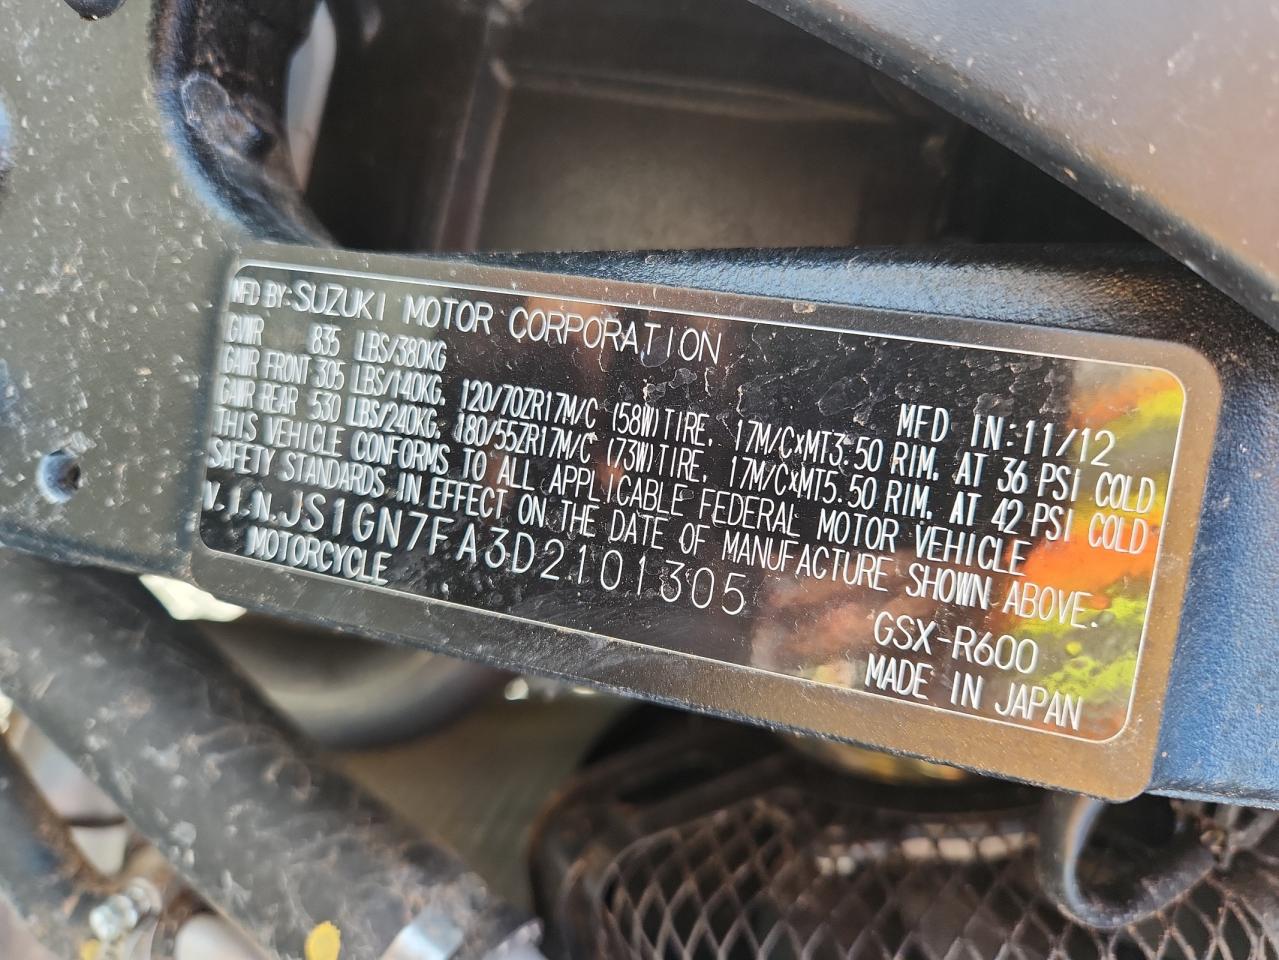 MFD BY:SUZUKI MOTOR CORPORATION
MFD IN:11/12
GVWR 835 LBS/380KG
GAWR FRONT 305 LBS/140KG. 120/70ZR17M/C (58W)TIRE, 17M/C×MT3.50 RIM, AT 36 PSI COLD
GAWR REAR 530 LBS/240KG. 180/55ZR17M/C (73W)TIRE, 17M/C×MT5.50 RIM, AT 42 PSI COLD
THIS VEHICLE CONFORMS TO ALL APPLICABLE FEDERAL MOTOR VEHICLE
SAFETY STANDARDS IN EFFECT ON THE DATE OF MANUFACTURE SHOWN ABOVE.
V.I.N.JS1GN7FA3D2101305
GSX-R600
MOTORCYCLE
MADE IN JAPAN